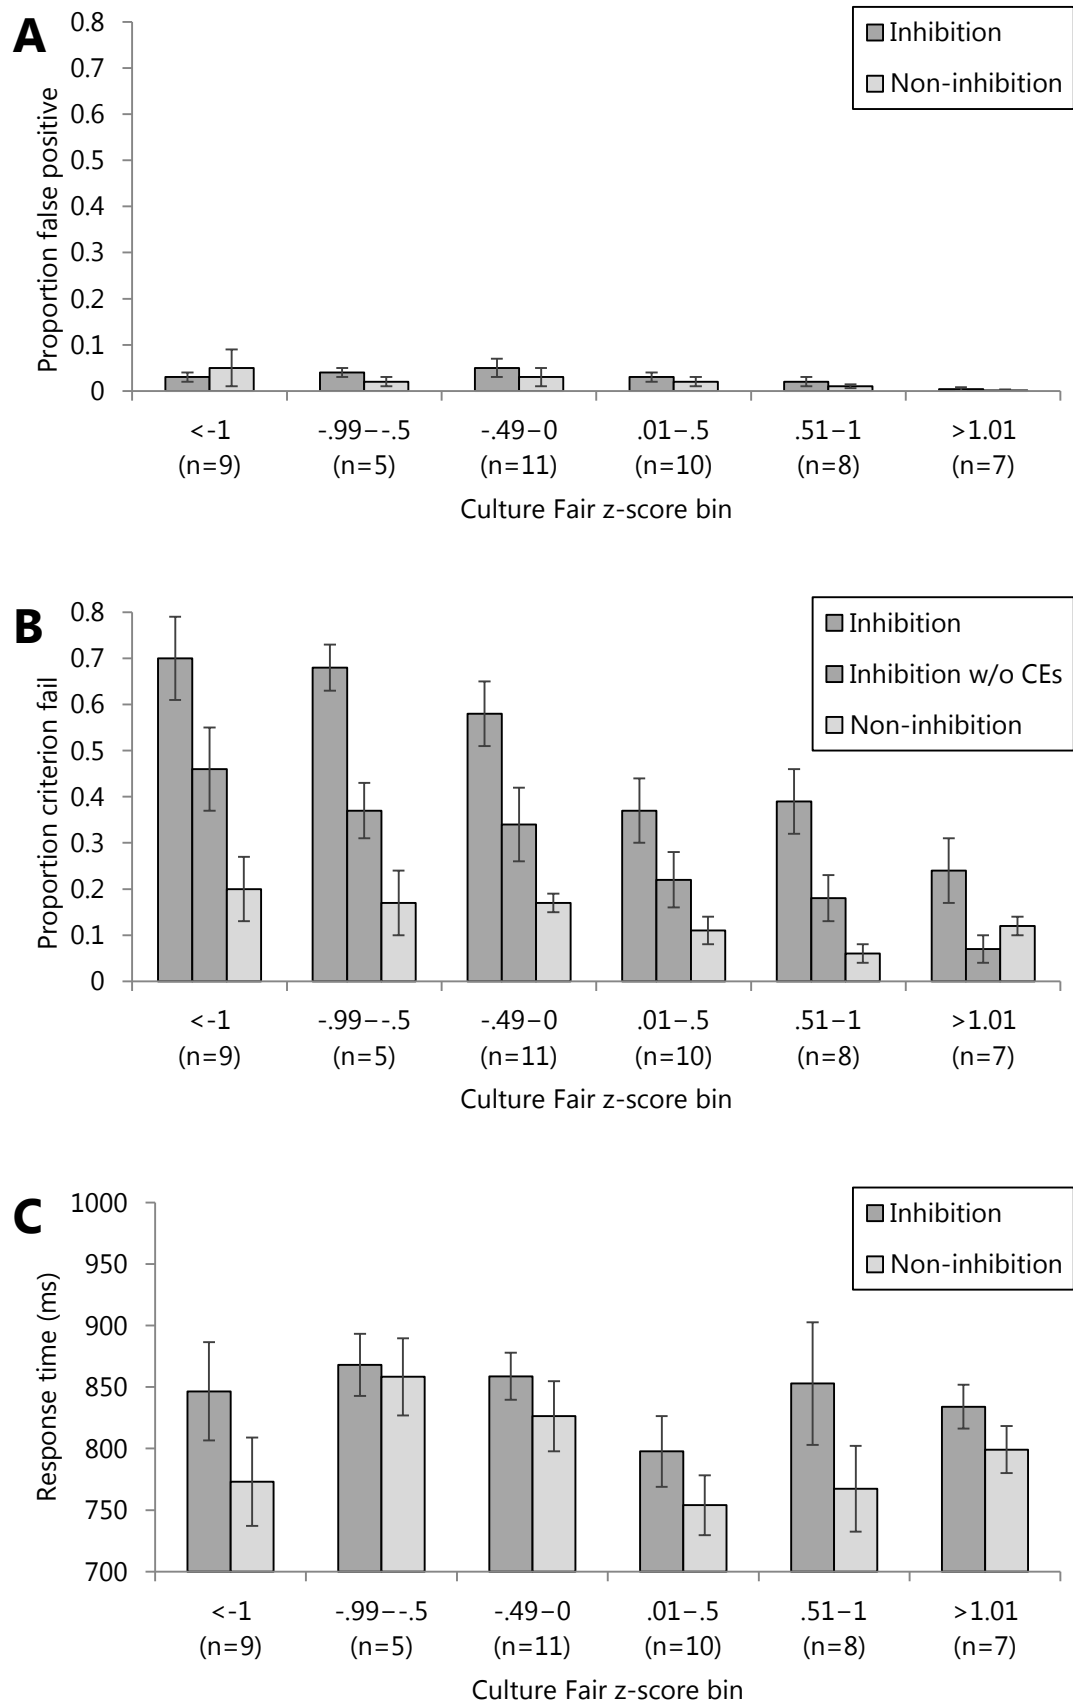 A
Proportion false positive
0.8
0.7
0.6
0.5
0.4
0.3
0.2
0.1
0
Inhibition
Non-inhibition
<-1 -.99–-.5 -.49–0 .01–.5 .51–1 >1.01
(n=9) (n=5) (n=11) (n=10) (n=8) (n=7)
Culture Fair z-score bin
B
Proportion criterion fail
0.8
0.7
0.6
0.5
0.4
0.3
0.2
0.1
0
Inhibition
Inhibition w/o CEs
Non-inhibition
<-1 -.99–-.5 -.49–0 .01–.5 .51–1 >1.01
(n=9) (n=5) (n=11) (n=10) (n=8) (n=7)
Culture Fair z-score bin
C
Response time (ms)
1000
950
900
850
800
750
700
Inhibition
Non-inhibition
<-1 -.99–-.5 -.49–0 .01–.5 .51–1 >1.01
(n=9) (n=5) (n=11) (n=10) (n=8) (n=7)
Culture Fair z-score bin